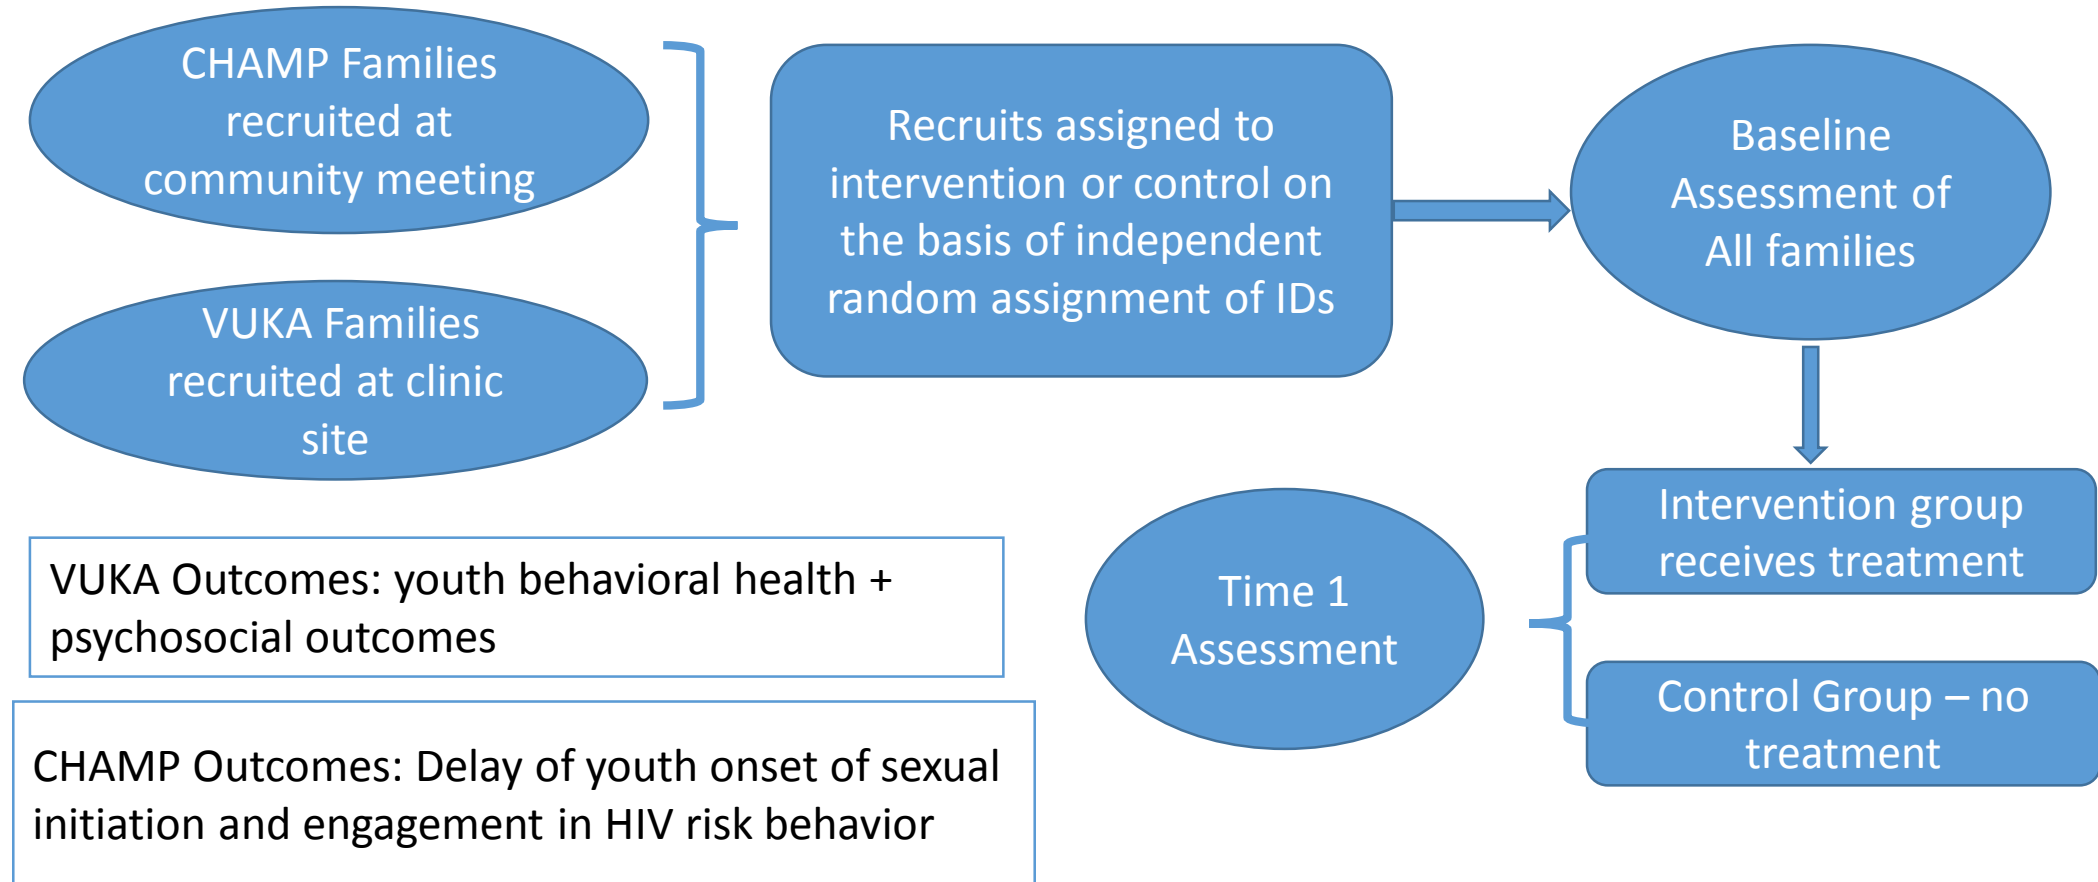 CHAMP Families
recruited at
community meeting
VUKA Families
recruited at clinic
site
Recruits assigned to
intervention or control on
the basis of independent
random assignment of IDs
Baseline
Assessment of
All families
Intervention group
receives treatment
Control Group – no
treatment
Time 1
Assessment
VUKA Outcomes: youth behavioral health +
psychosocial outcomes
CHAMP Outcomes: Delay of youth onset of sexual
initiation and engagement in HIV risk behavior